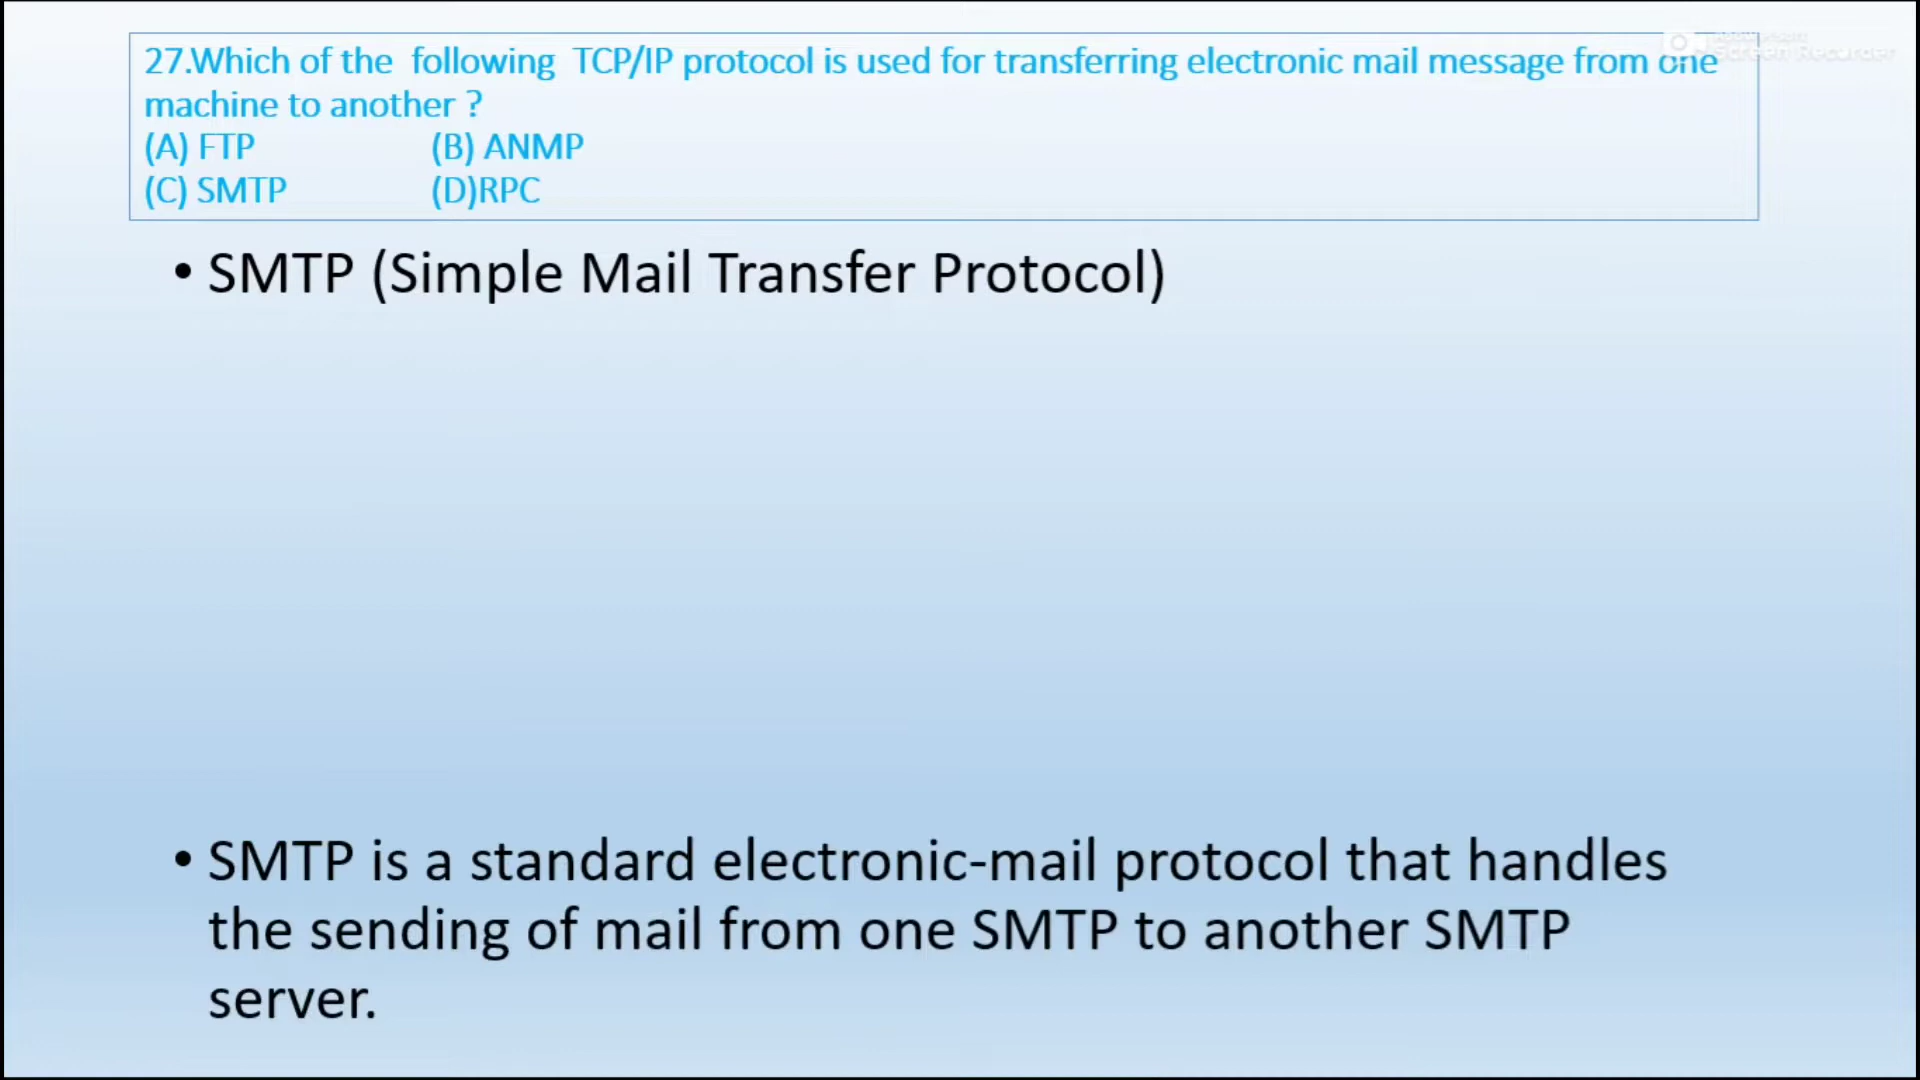 27.Which of the following TCP/IP protocol is used for transferring electronic mail message from one
machine to another ?
(A) FTP (B) ANMP
(C) SMTP (D)RPC
Screen Recorder
• SMTP (Simple Mail Transfer Protocol)
• SMTP is a standard electronic-mail protocol that handles
the sending of mail from one SMTP to another SMTP
server.